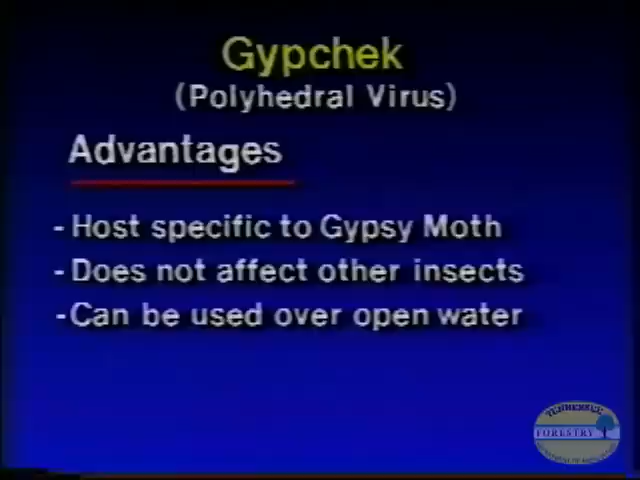 Gypchek
(Polyhedral Virus)
Advantages
- Host specific to Gypsy Moth
- Does not affect other insects
- Can be used over open water
TENNESSEE
FORESTRY